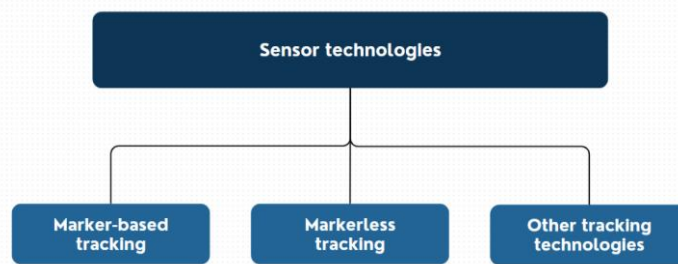 Sensor technologies
Marker-based
tracking
Markerless
tracking
Other tracking
technologies